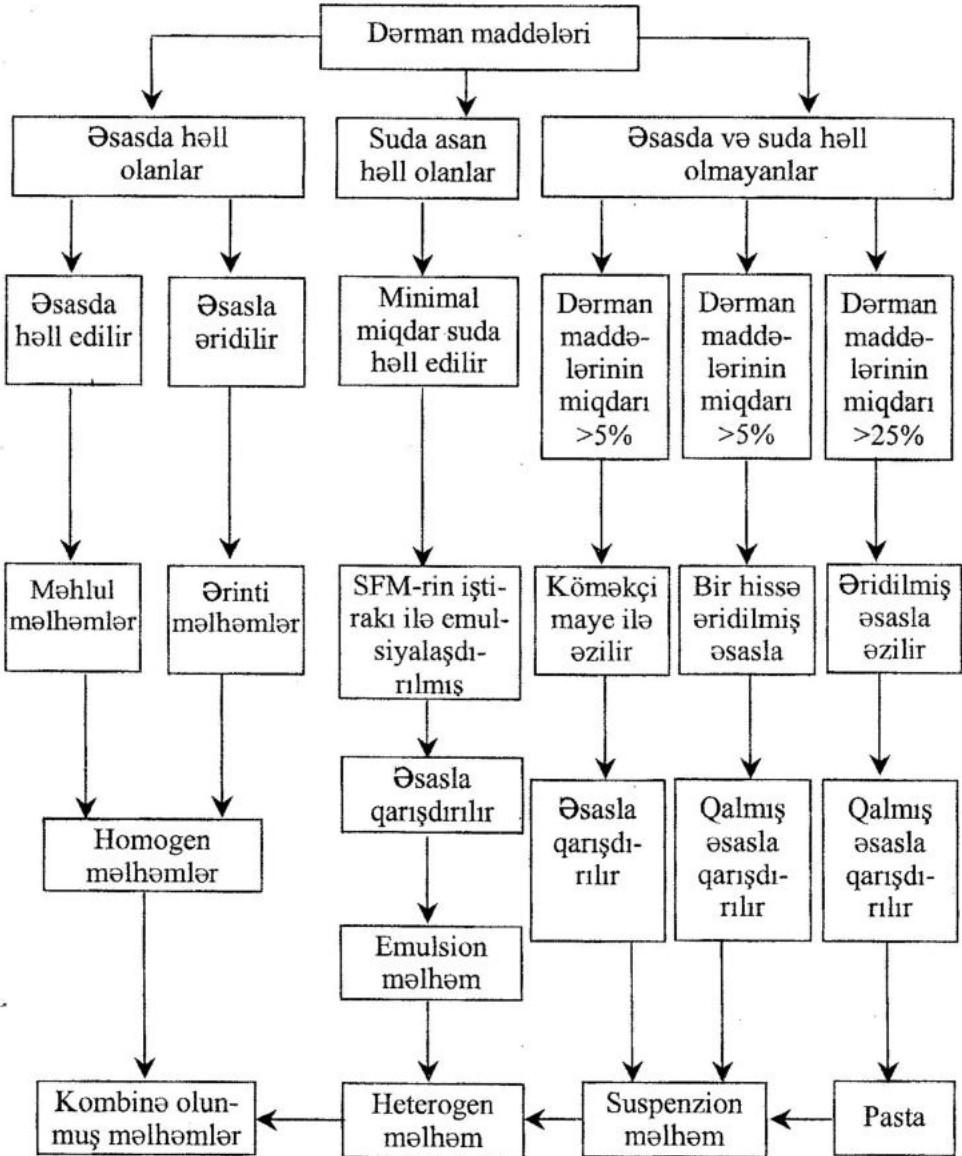 Dərman maddələri
Əsasda həll
olanlar
Suda asan
həll olanlar
Əsasda və suda həll
olmayanlar
Əsasda
həll edilir
Əsasla
əridilir
Minimal
miqdar suda
həll edilir
Dərman
maddə-
lərinin
miqdarı
>5%
Dərman
maddə-
lərinin
miqdarı
>5%
Dərman
maddə-
lərinin
miqdarı
>25%
Məhlul
məlhəmlər
Ərinti
məlhəmlər
SFM-rin işti-
rakı ilə emul-
siyalaşdı-
rılmış
Köməkçi
maye ilə
əzilir
Bir hissə
əridilmiş
əsasla
Əridilmiş
əsasla
əzilir
Əsasla
qarışdırılır
Əsasla
qarışdı-
rılır
Qalmış
əsasla
qarışdı-
rılır
Qalmış
əsasla
qarışdı-
rılır
Homogen
məlhəmlər
Emulsion
məlhəm
Kombinə olun-
muş məlhəmlər
Heterogen
məlhəm
Suspenzion
məlhəm
Pasta